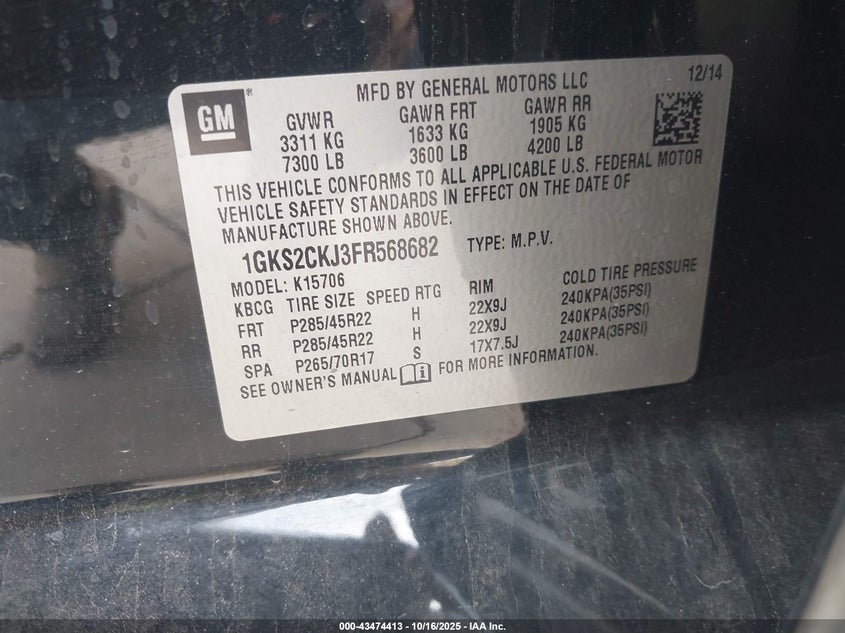 MFD BY GENERAL MOTORS LLC 12/14
GM
®
GVWR GAWR FRT GAWR RR
3311 KG 1633 KG 1905 KG
7300 LB 3600 LB 4200 LB
THIS VEHICLE CONFORMS TO ALL APPLICABLE U.S. FEDERAL MOTOR
VEHICLE SAFETY STANDARDS IN EFFECT ON THE DATE OF
MANUFACTURE SHOWN ABOVE.
1GKS2CKJ3FR568682 TYPE: M.P.V.
MODEL: K15706
KBCG TIRE SIZE SPEED RTG RIM COLD TIRE PRESSURE
FRT P285/45R22 H 22X9J 240KPA(35PSI)
RR P285/45R22 H 22X9J 240KPA(35PSI)
SPA P265/70R17 S 17X7.5J 240KPA(35PSI)
SEE OWNER'S MANUAL FOR MORE INFORMATION.
000-43474413 - 10/16/2025 - IAA Inc.